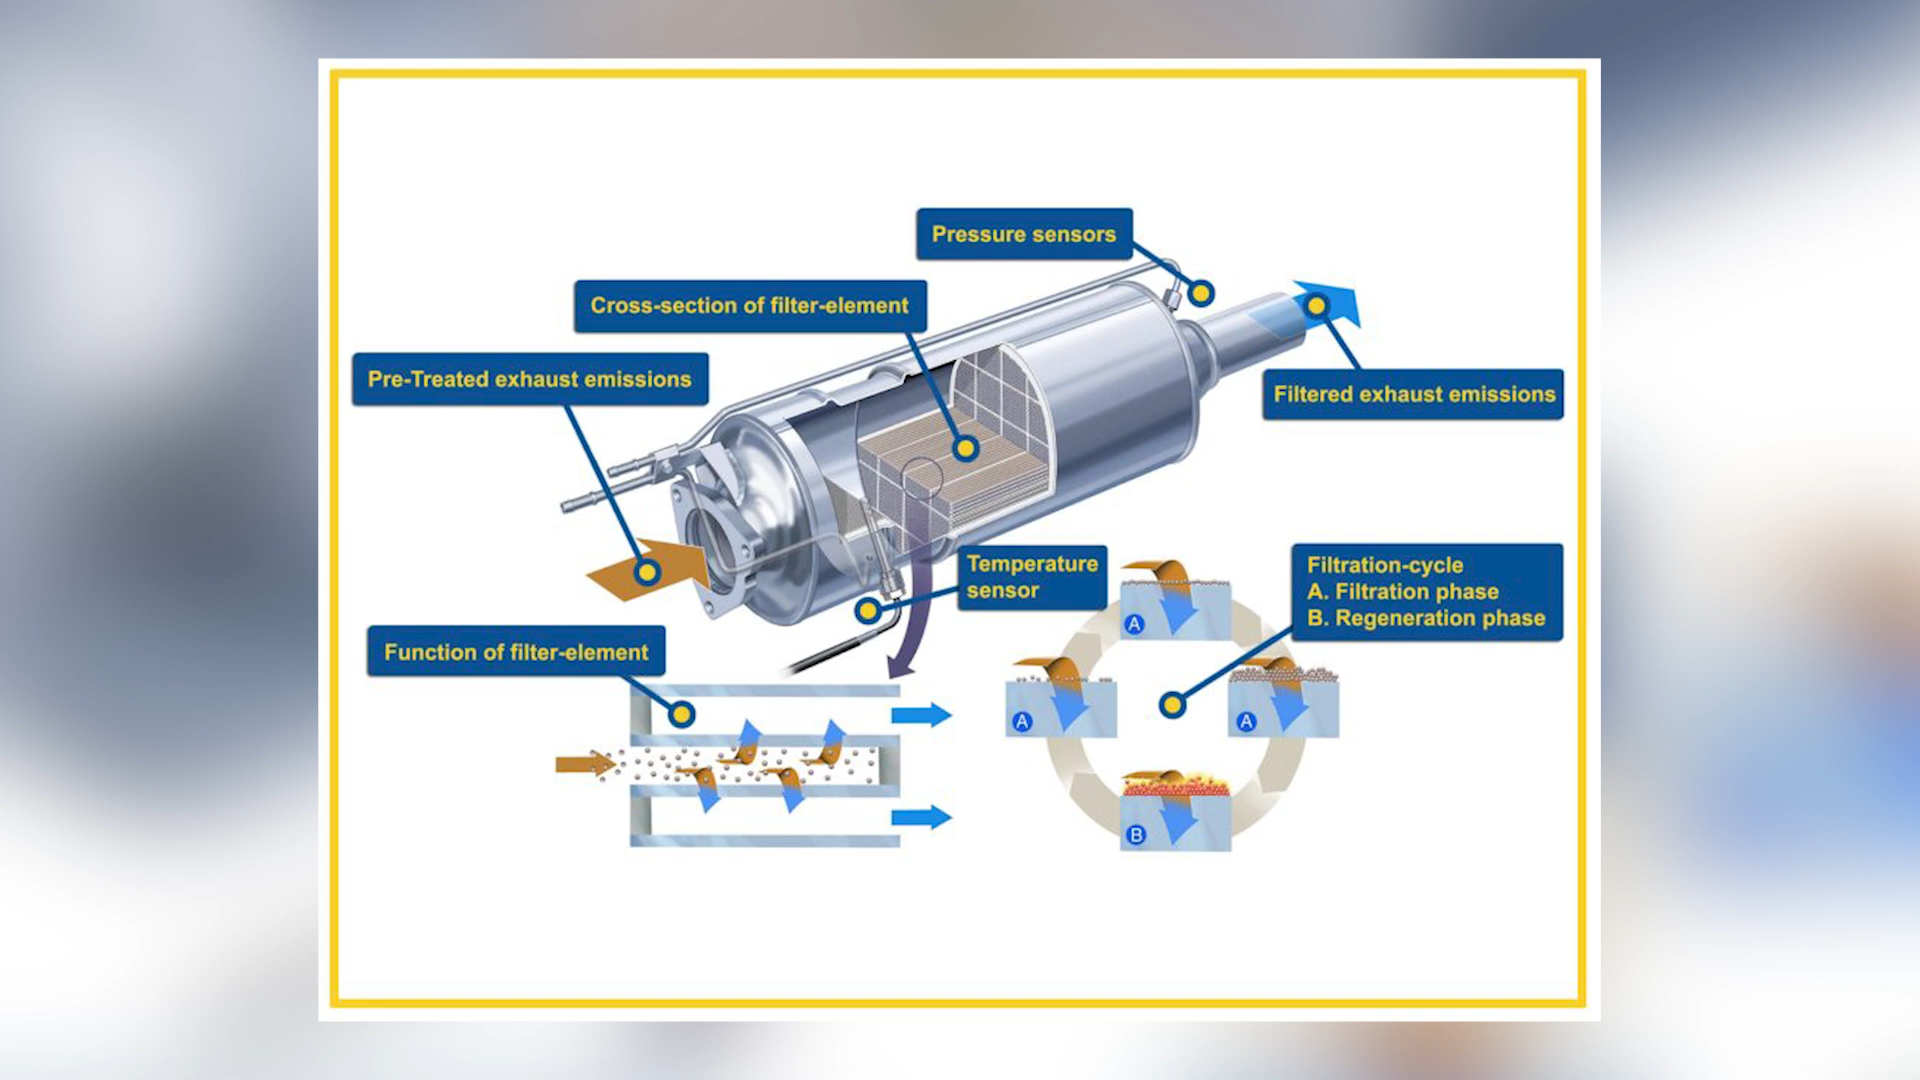 Pressure sensors
Cross-section of filter-element
Pre-Treated exhaust emissions
Filtered exhaust emissions
Temperature
sensor
Filtration-cycle
A. Filtration phase
B. Regeneration phase
Function of filter-element
A
A
A
B